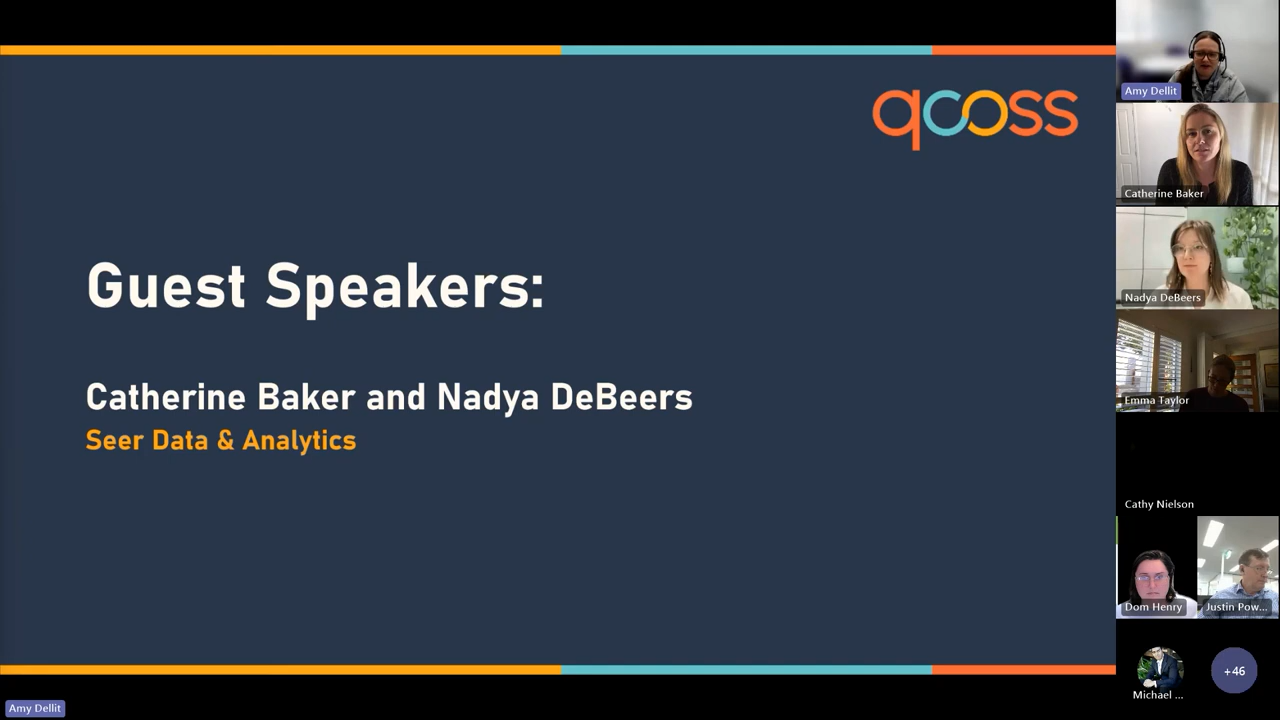 qcoss
Guest Speakers:
Catherine Baker and Nadya DeBeers
Seer Data & Analytics
Amy Dellit
Amy Dellit
Catherine Baker
Nadya DeBeers
Emma Taylor
Cathy Nielson
Dom Henry
Justin Pow...
Michael ...
+46